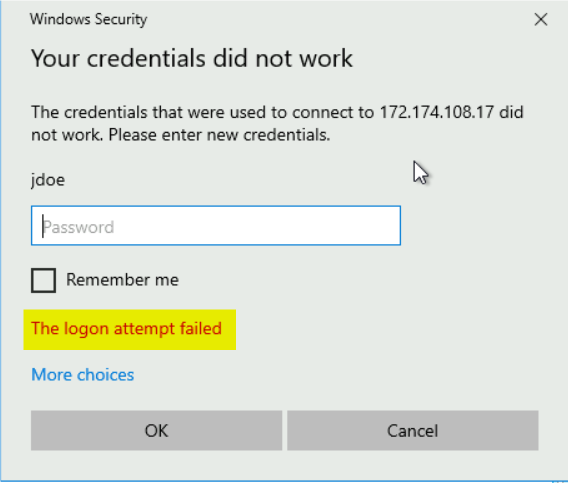 Windows Security
Your credentials did not work
The credentials that were used to connect to 172.174.108.17 did
not work. Please enter new credentials.
jdoe
Password
Remember me
The logon attempt failed
More choices
OK
Cancel